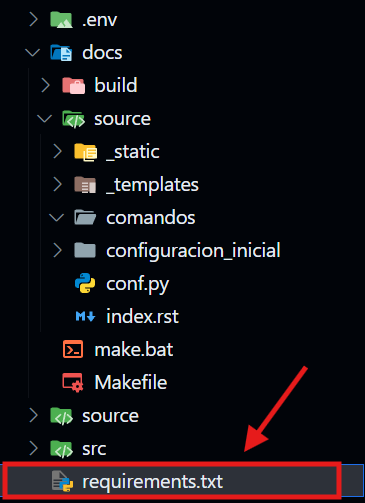 .env
docs
build
source
_static
_templates
comandos
configuracion_inicial
conf.py
index.rst
make.bat
Makefile
source
src
requirements.txt